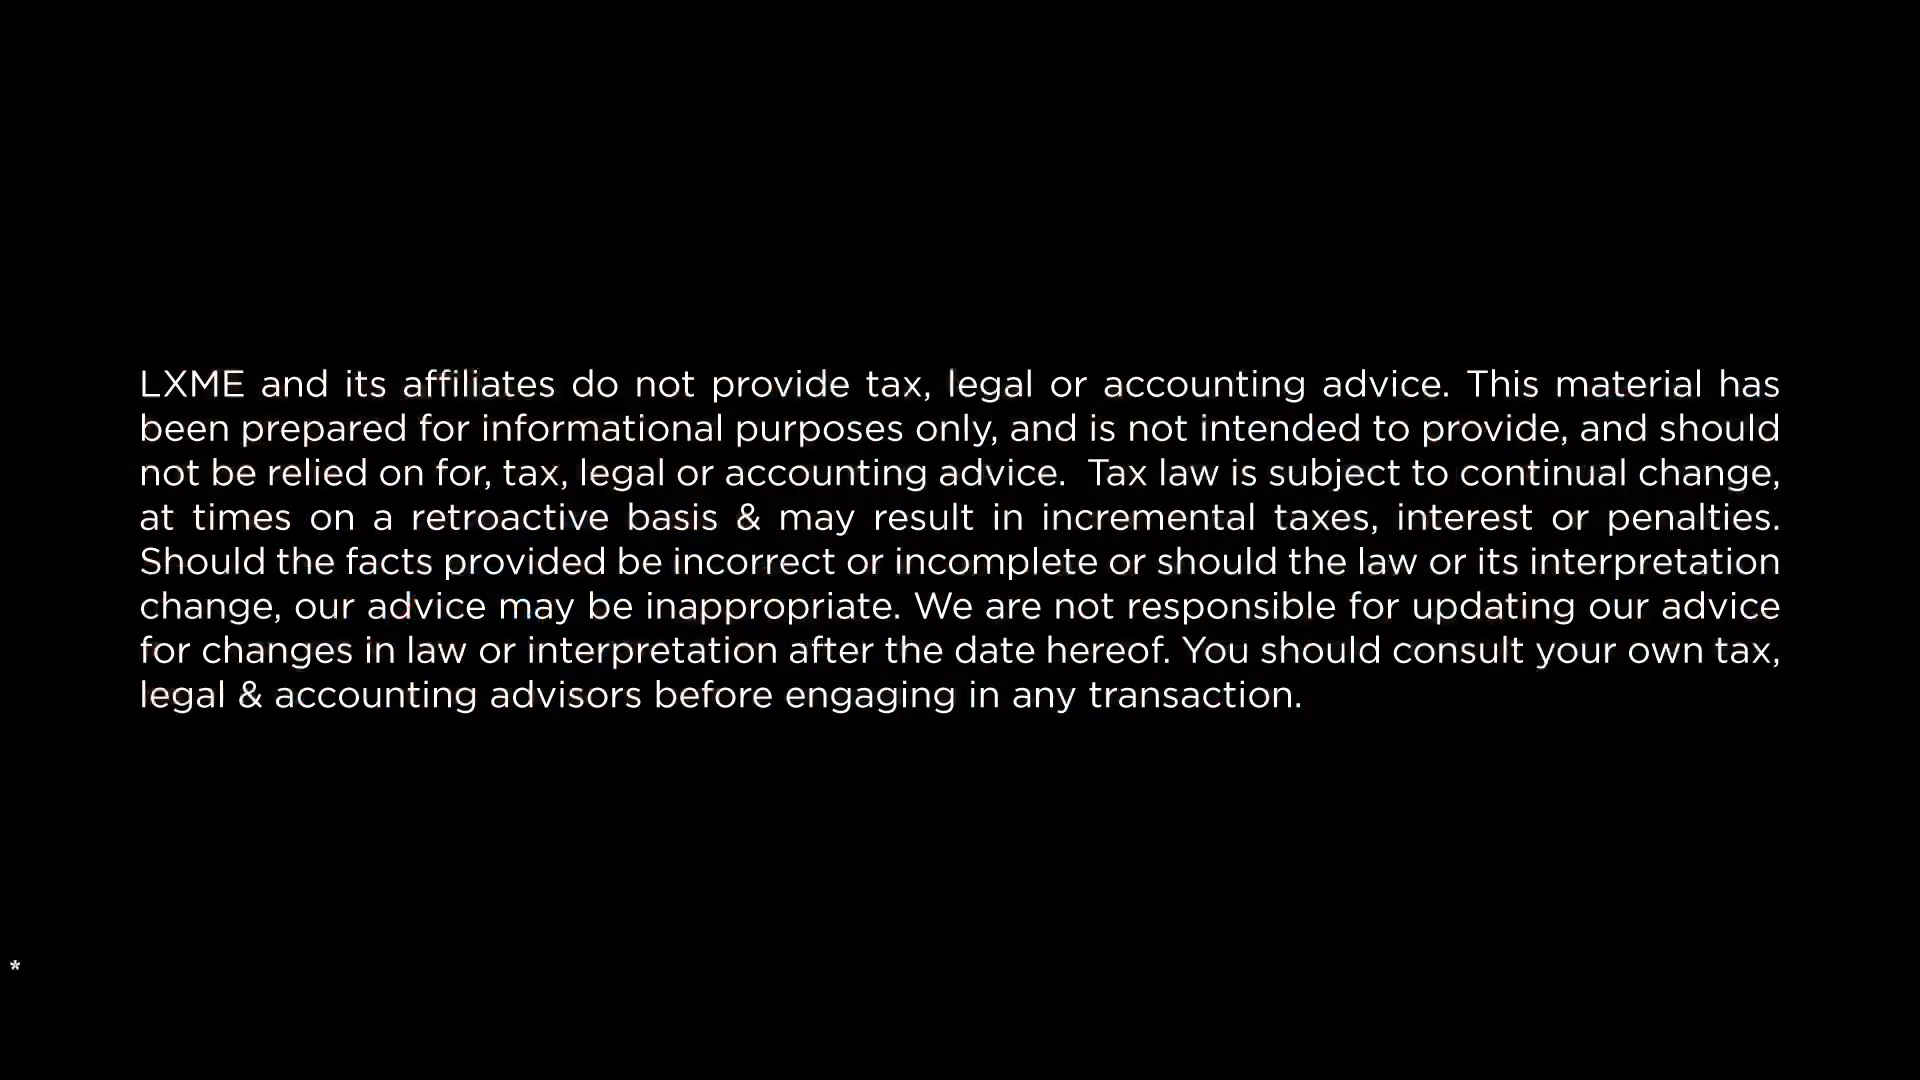 LXME and its affiliates do not provide tax, legal or accounting advice. This material has
been prepared for informational purposes only, and is not intended to provide, and should
not be relied on for, tax, legal or accounting advice.  Tax law is subject to continual change,
at times on a retroactive basis & may result in incremental taxes, interest or penalties.
Should the facts provided be incorrect or incomplete or should the law or its interpretation
change, our advice may be inappropriate. We are not responsible for updating our advice
for changes in law or interpretation after the date hereof. You should consult your own tax,
legal & accounting advisors before engaging in any transaction.
*